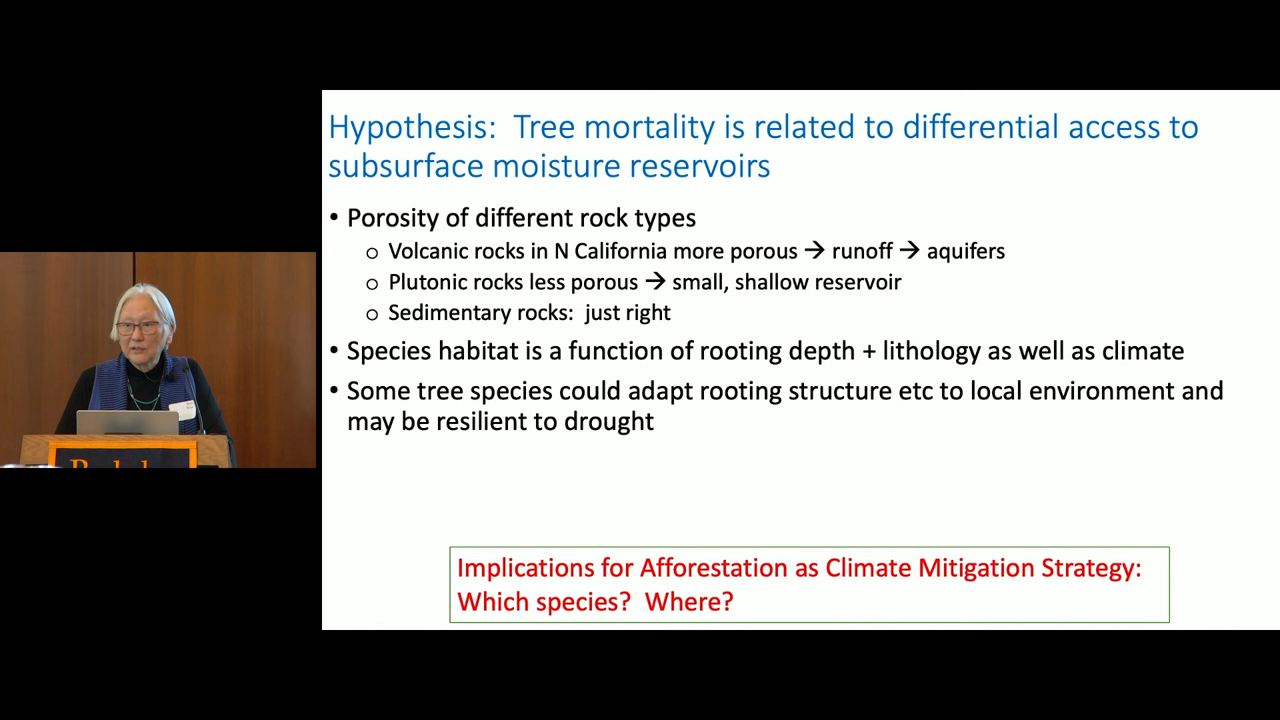 Hypothesis: Tree mortality is related to differential access to
subsurface moisture reservoirs
• Porosity of different rock types
o Volcanic rocks in N California more porous → runoff → aquifers
o Plutonic rocks less porous → small, shallow reservoir
o Sedimentary rocks: just right
• Species habitat is a function of rooting depth + lithology as well as climate
• Some tree species could adapt rooting structure etc to local environment and
may be resilient to drought
Implications for Afforestation as Climate Mitigation Strategy:
Which species? Where?